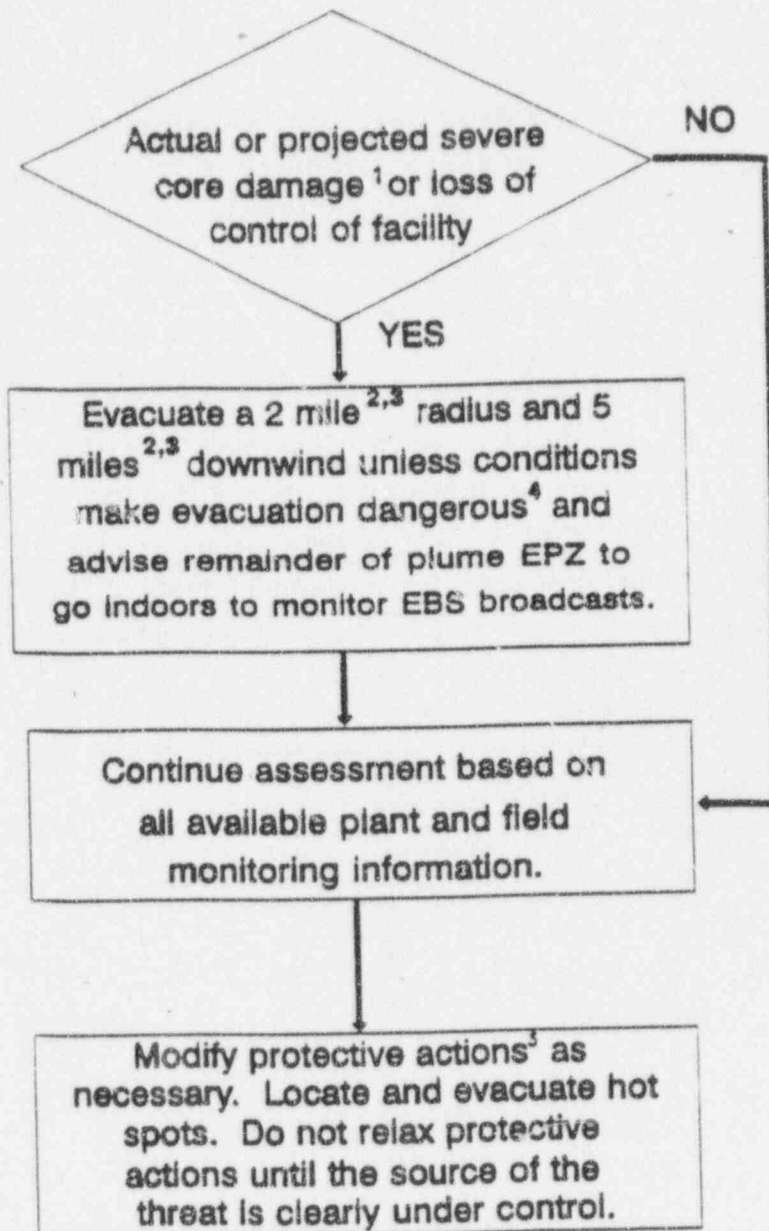 Actual or projected severe
core damage ¹ or loss of
control of facility
NO
YES
Evacuate a 2 mile ²,³ radius and 5
miles ²,³ downwind unless conditions
make evacuation dangerous⁴ and
advise remainder of plume EPZ to
go indoors to monitor EBS broadcasts.
Continue assessment based on
all available plant and field
monitoring information.
Modify protective actions³ as
necessary. Locate and evacuate hot
spots. Do not relax protective
actions until the source of the
threat is clearly under control.